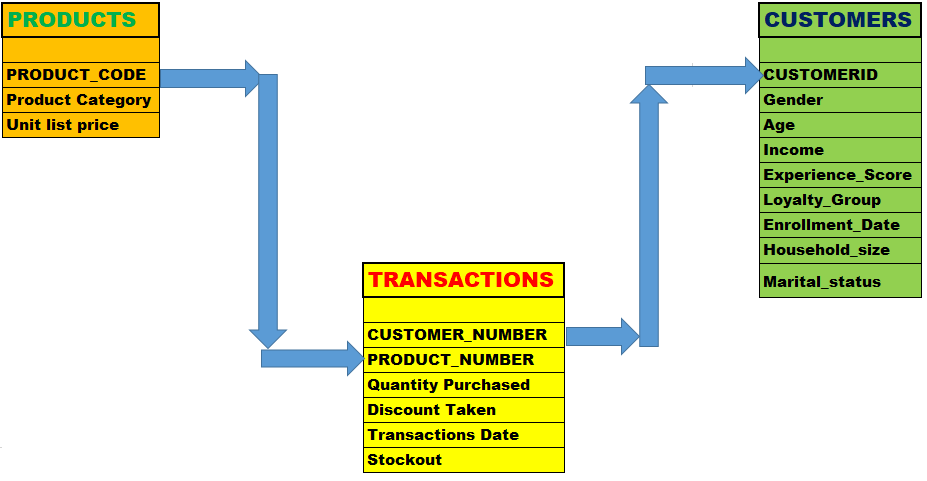 PRODUCTS
PRODUCT_CODE
Product Category
Unit list price
CUSTOMERS
CUSTOMERID
Gender
Age
Income
Experience_Score
Loyalty_Group
Enrollment_Date
Household_size
Marital_status
TRANSACTIONS
CUSTOMER_NUMBER
PRODUCT_NUMBER
Quantity Purchased
Discount Taken
Transactions Date
Stockout